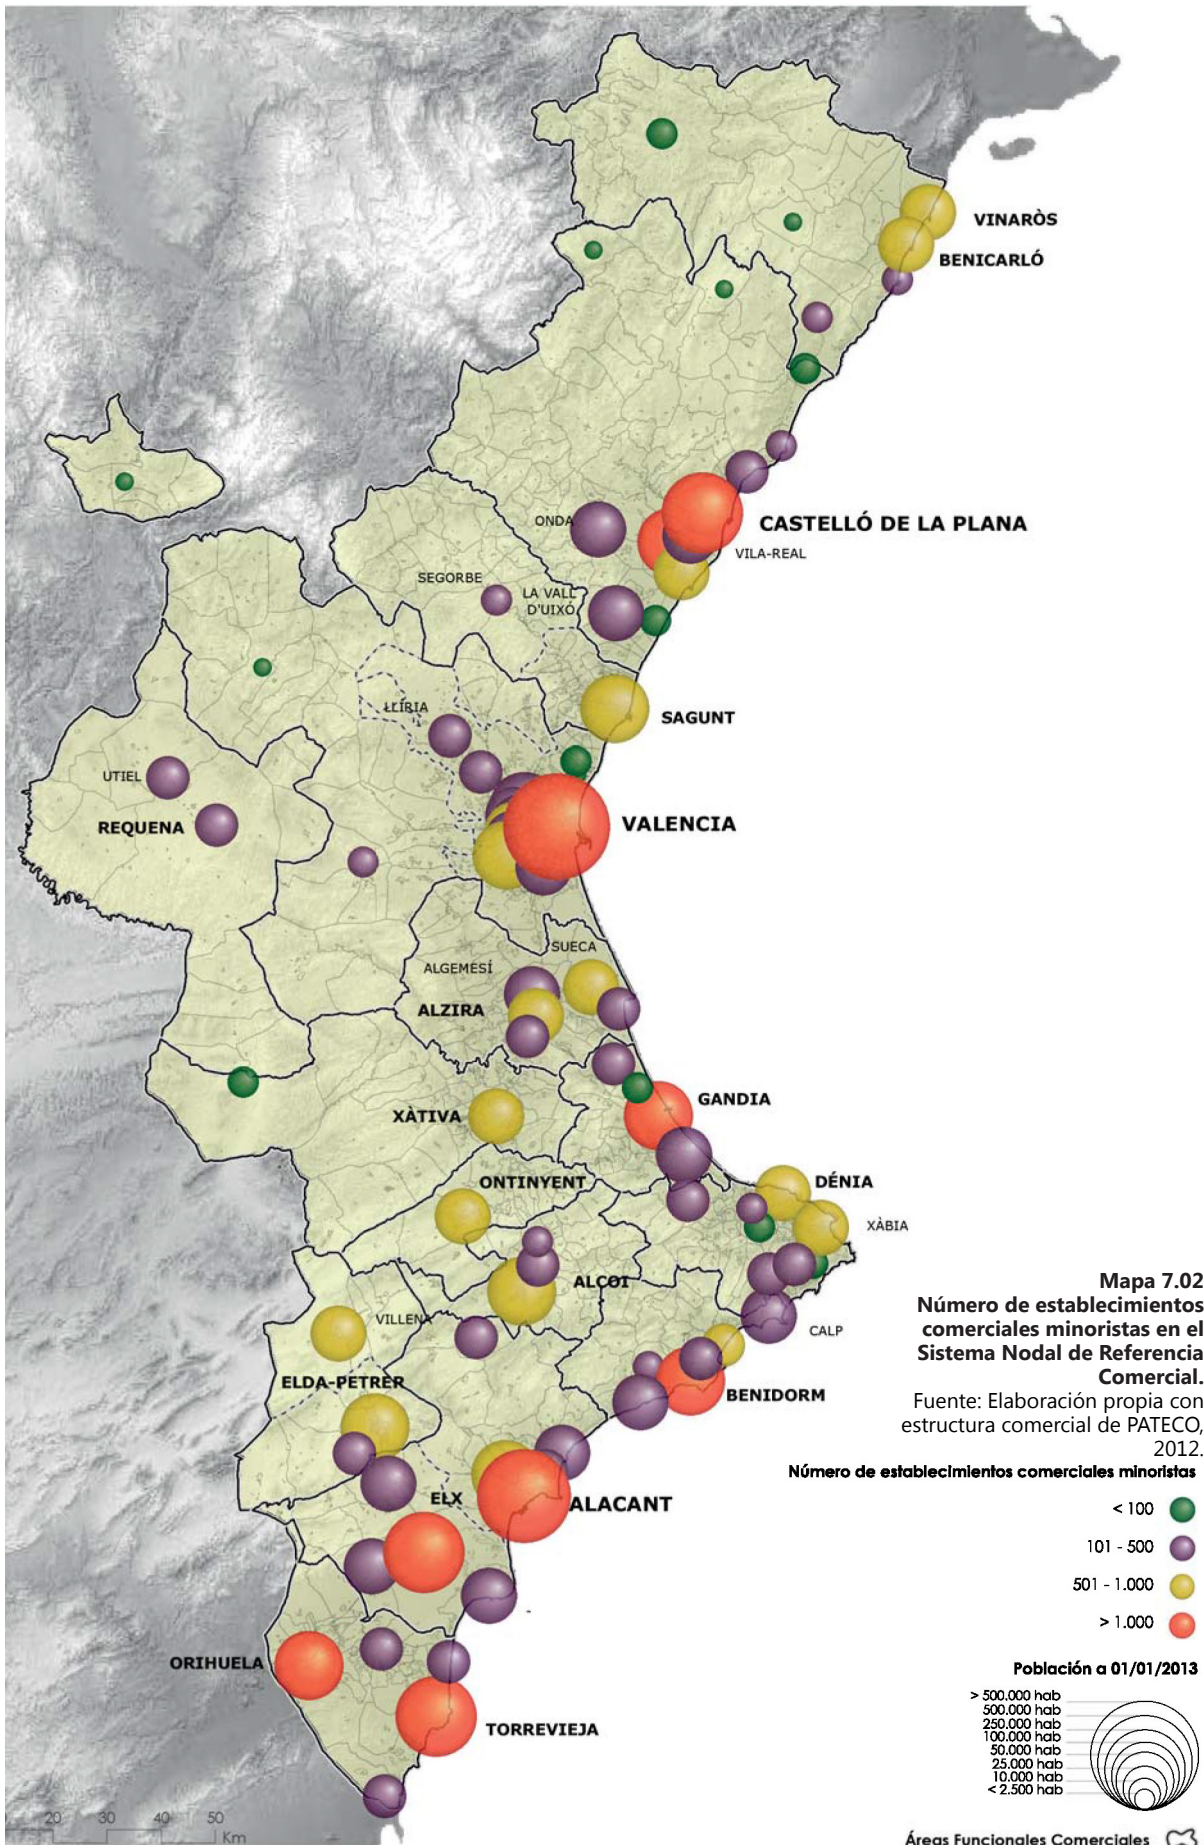 VINARÒS
BENICARLÓ
ONDA
CASTELLÓ DE LA PLANA
VILA-REAL
SEGORBE
LA VALL
D'UIXÓ
SAGUNT
LLÍRIA
UTIEL
REQUENA
VALENCIA
SUECA
ALGEMESÍ
ALZIRA
GANDIA
XÀTIVA
ONTINYENT
DÉNIA
XÀBIA
ALCOI
VILLENA
CALP
ELDA-PETRER
BENIDORM
ELX
ALACANT
ORIHUELA
TORREVIEJA
Mapa 7.02
Número de establecimientos
comerciales minoristas en el
Sistema Nodal de Referencia
Comercial.
Fuente: Elaboración propia con
estructura comercial de PATECO,
2012.
Número de establecimientos comerciales minoristas
< 100
101 - 500
501 - 1.000
> 1.000
Población a 01/01/2013
> 500.000 hab
500.000 hab
250.000 hab
100.000 hab
50.000 hab
25.000 hab
10.000 hab
< 2.500 hab
20 30 40 50
Km
Áreas Funcionales Comerciales